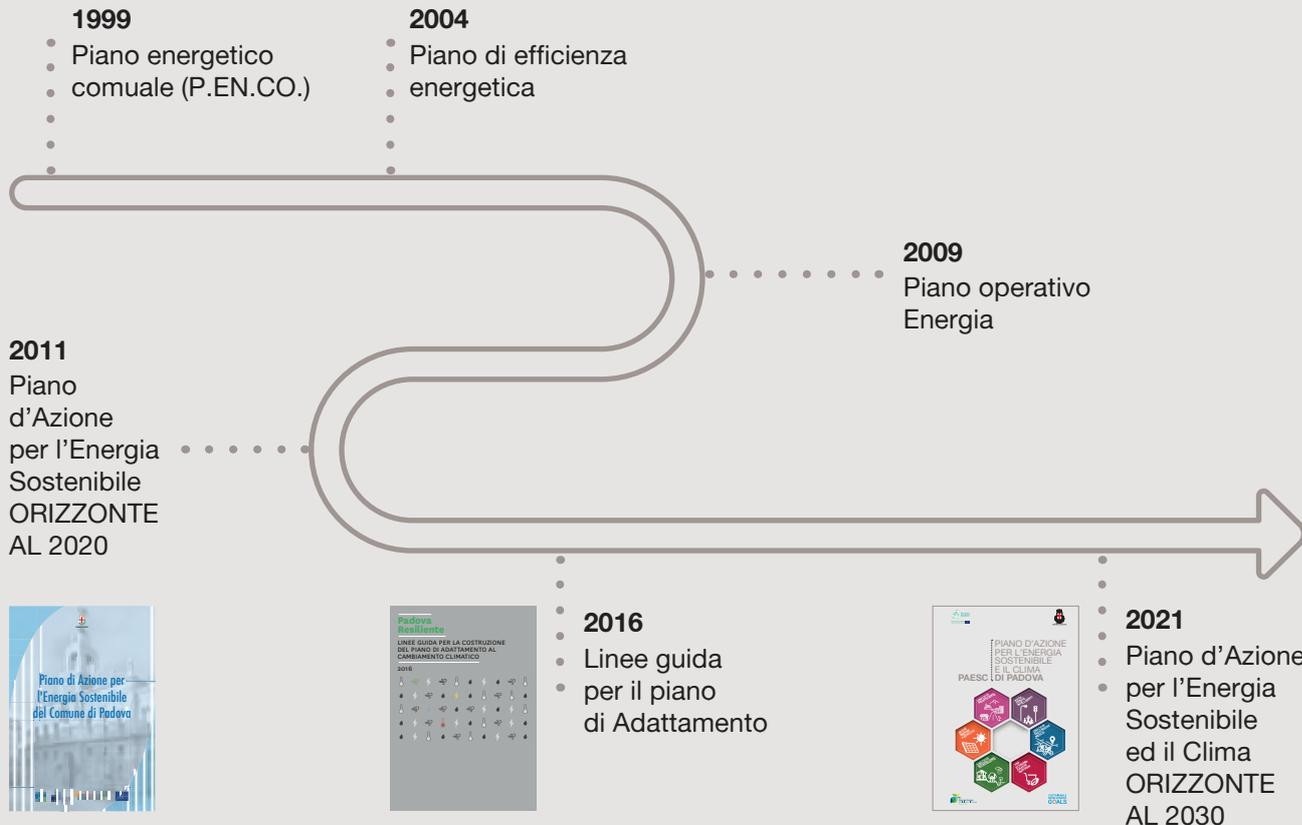 1999
Piano energetico
comuale (P.EN.CO.)
2004
Piano di efficienza
energetica
2009
Piano operativo
Energia
2011
Piano
d'Azione
per l'Energia
Sostenibile
ORIZZONTE
AL 2020
Piano di Azione per
l'Energia Sostenibile
del Comune di Padova
Padova
Resiliente
LINEE GUIDA PER LA COSTRUZIONE
DEL PIANO DI ADATTAMENTO AL
CAMBIAMENTO CLIMATICO
2016
2016
Linee guida
per il piano
di Adattamento
PIANO D'AZIONE
PER L'ENERGIA
SOSTENIBILE
E IL CLIMA
PAESC DI PADOVA
GOALS
2021
Piano d'Azione
per l'Energia
Sostenibile
ed il Clima
ORIZZONTE
AL 2030